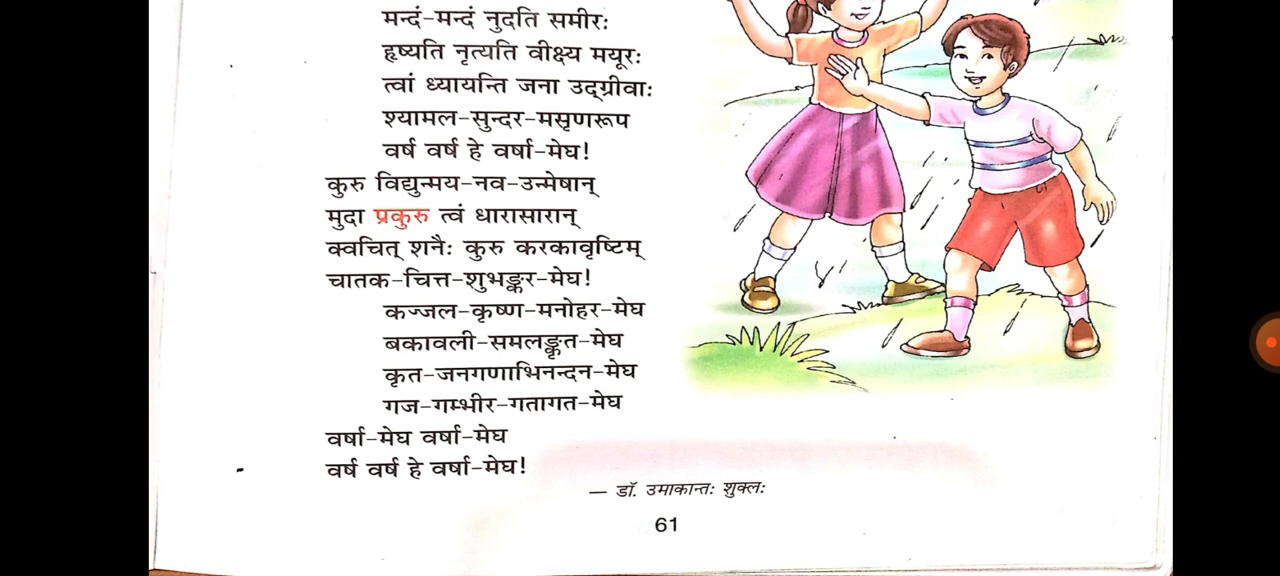 मन्दं-मन्दं नुदति समीरः
हृष्यति नृत्यति वीक्ष्य मयूरः
त्वां ध्यायन्ति जना उद्ग्रीवाः
श्यामल-सुन्दर-मसृणरूप
वर्ष वर्ष हे वर्षा-मेघ!
कुरु विद्युन्मय-नव-उन्मेषान्
मुदा प्रकुरु त्वं धारासारान्
क्वचित् शनैः कुरु करकावृष्टिम्
चातक-चित्त-शुभङ्कर-मेघ!
कज्जल-कृष्ण-मनोहर-मेघ
बकावली-समलङ्कृत-मेघ
कृत-जनगणाभिनन्दन-मेघ
गज-गम्भीर-गतागत-मेघ
वर्षा-मेघ वर्षा-मेघ
वर्ष वर्ष हे वर्षा-मेघ!
— डॉ. उमाकान्तः शुक्लः
61